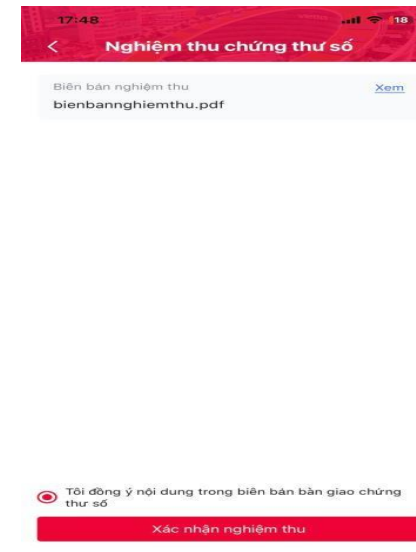 17:48
18
Nghiệm thu chứng thư số
Biên bản nghiệm thu
Xem
bienbannghiemthu.pdf
Tôi đồng ý nội dung trong biên bản bàn giao chứng
thư số
Xác nhận nghiệm thu